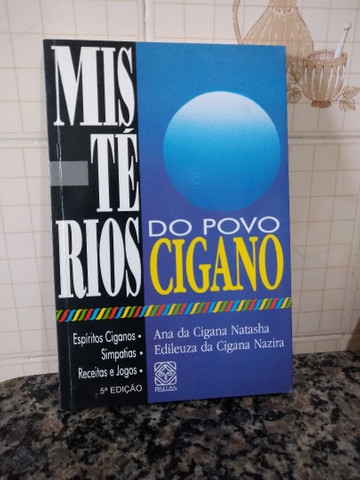 MIS
TÉ
RIOS
DO POVO
CIGANO
Espíritos Ciganos •
Simpatias •
Receitas e Jogos •
5ª EDIÇÃO
Ana da Cigana Natasha
Edileuza da Cigana Nazira
PALLAS